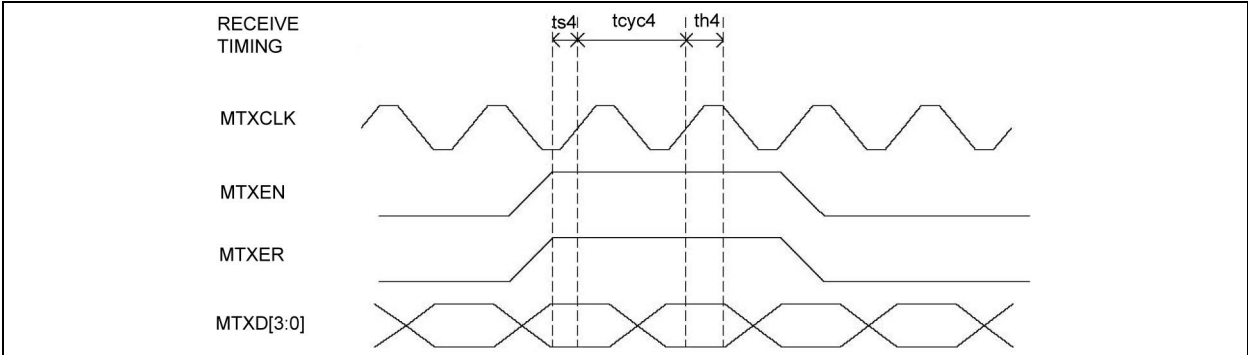 RECEIVE
TIMING
ts4
tcyc4
th4
MTXCLK
MTXEN
MTXER
MTXD[3:0]